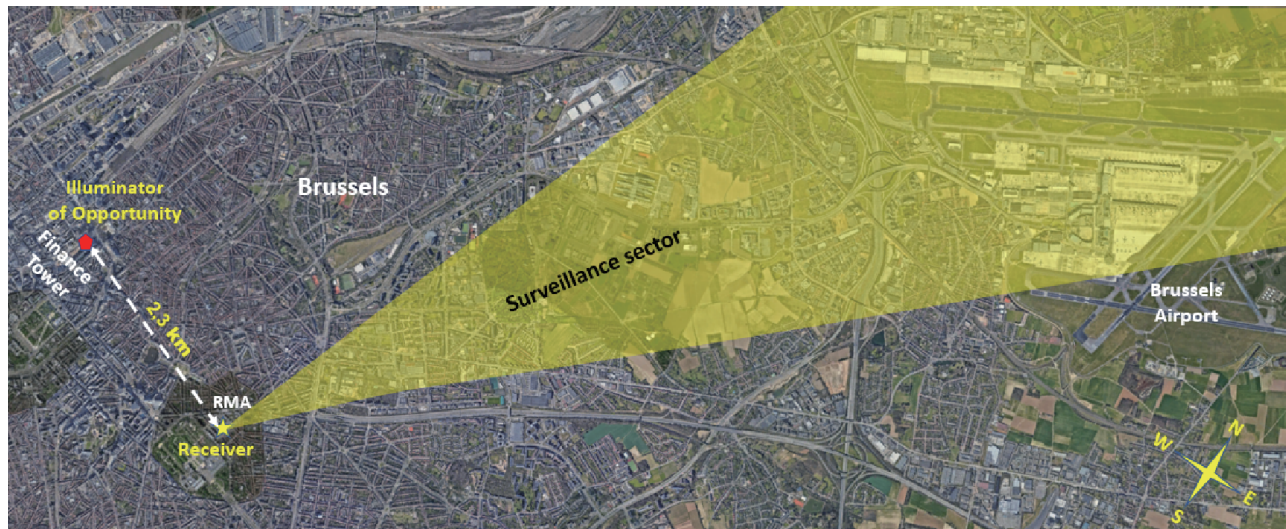 Brussels
Illuminator
of Opportunity
Finance
Tower
2,3 km
Surveillance sector
Brussels
Airport
RMA
Receiver
N
W
E
S